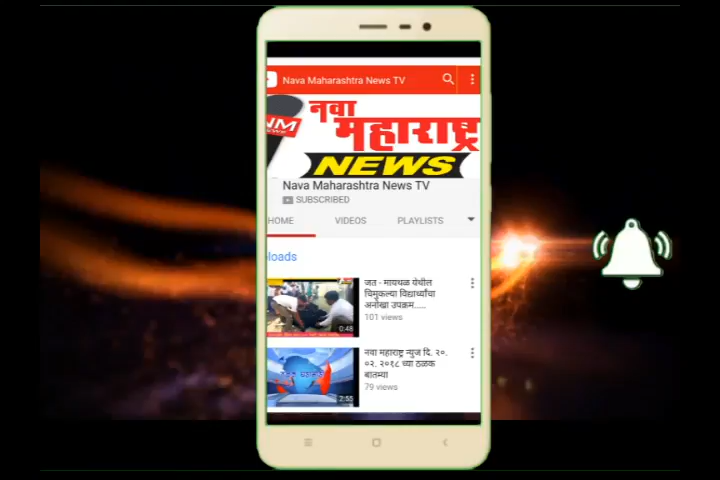 Nava Maharashtra News TV
NM
NEWS
नवा
महाराष्ट्र
NEWS
Nava Maharashtra News TV
SUBSCRIBED
HOME VIDEOS PLAYLISTS
loads
जत - मायथळ येथील
चिमुकल्या विद्यार्थ्यांचा
अनोखा उपक्रम.....
101 views
0:48
नवा महाराष्ट्र न्युज दि. २०.
०२. २०१८ च्या ठळक
बातम्या
79 views
2:55